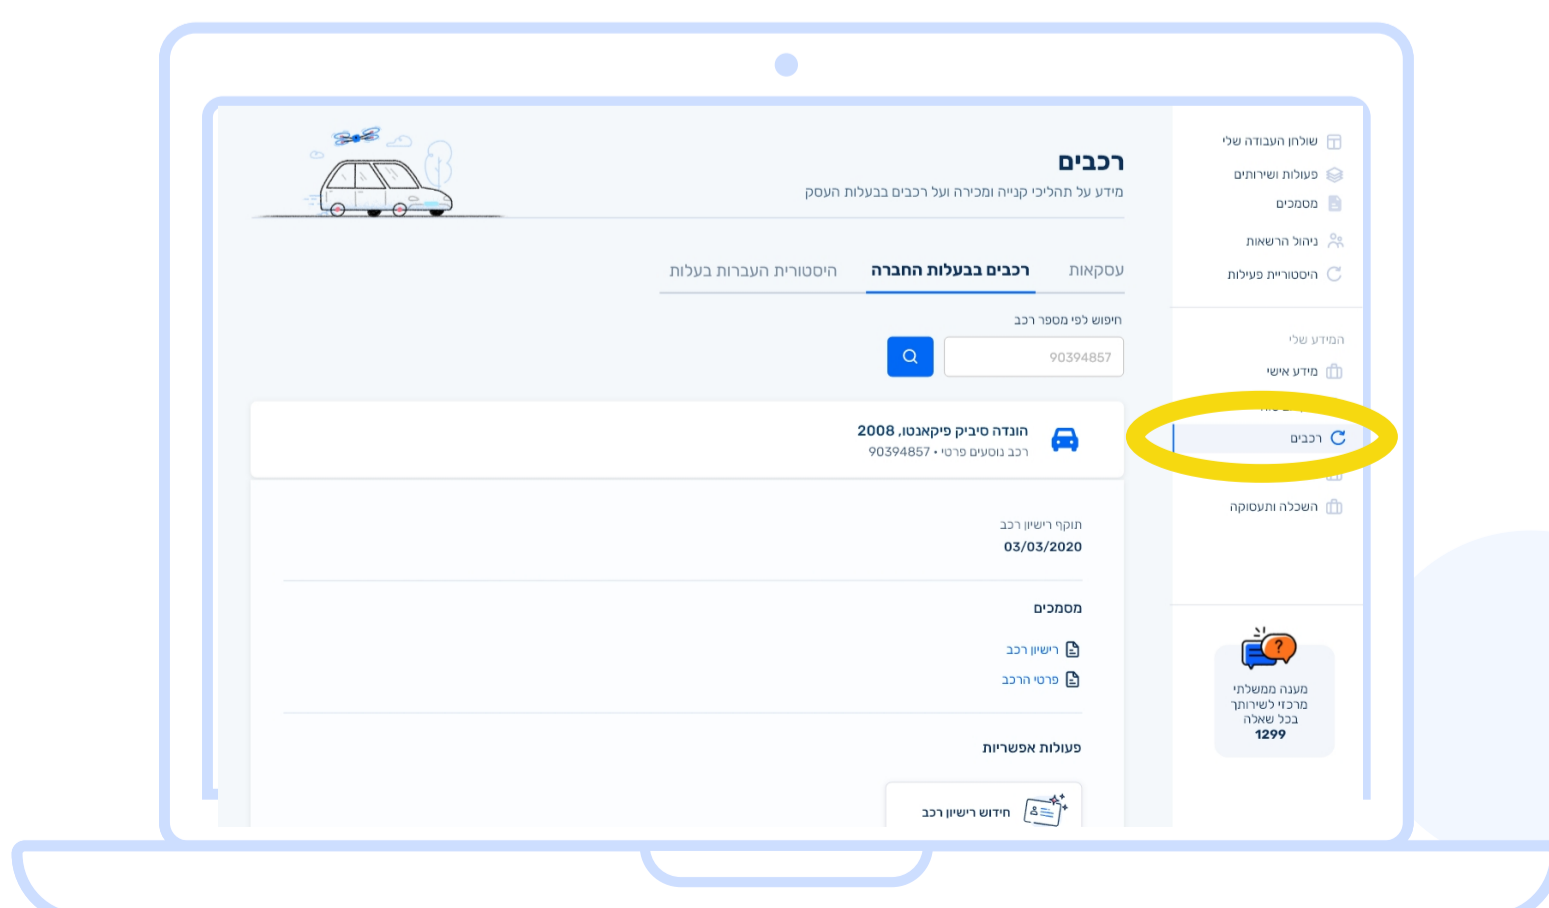 שולחן העבודה שלי
פעולות ושירותים
מסמכים
ניהול הרשאות
היסטוריית פעילות
המידע שלי
מידע אישי
רכבים
השכלה ותעסוקה
מענה ממשלתי
מרכזי לשירותך
בכל שאלה
1299
רכבים
מידע על תהליכי קנייה ומכירה ועל רכבים בבעלות העסק
עסקאות
רכבים בבעלות החברה
היסטורית העברות בעלות
חיפוש לפי מספר רכב
90394857
הונדה סיביק פיקאנטו, 2008
רכב נוסעים פרטי • 90394857
תוקף רישיון רכב
03/03/2020
מסמכים
רישיון רכב
פרטי הרכב
פעולות אפשריות
חידוש רישיון רכב